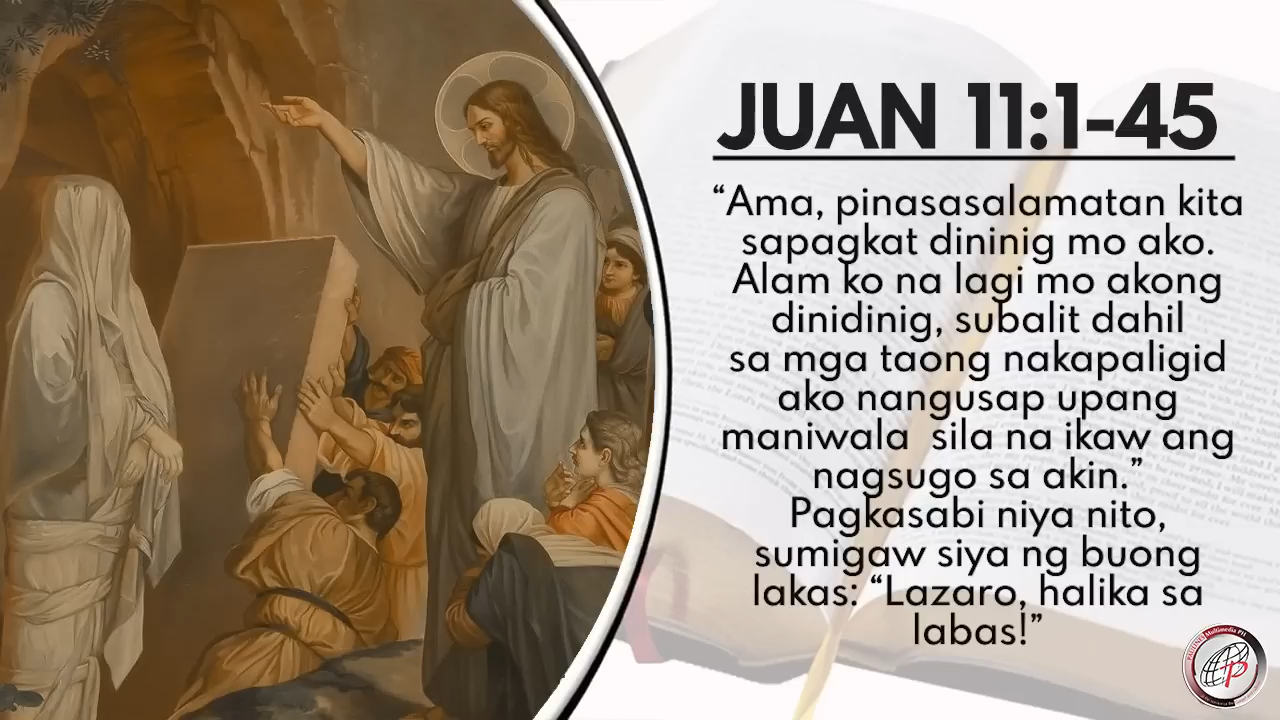 JUAN 11:1-45
“Ama, pinasasalamatan kita
sapagkat dininig mo ako.
Alam ko na lagi mo akong
dinidinig, subalit dahil
sa mga taong nakapaligid
ako nangusap upang
maniwala sila na ikaw ang
nagsugo sa akin.”
Pagkasabi niya nito,
sumigaw siya ng buong
lakas: “Lazaro, halika sa
labas!”
Multimedia PH